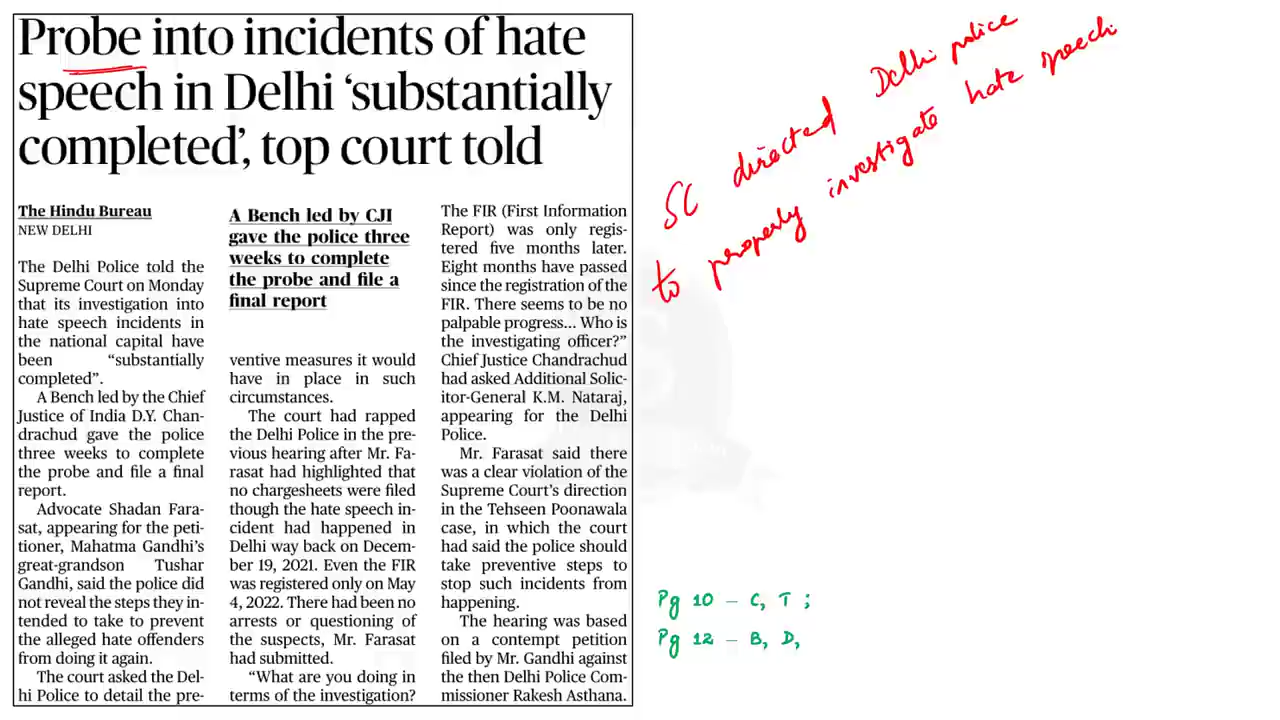 Probe into incidents of hate
speech in Delhi ‘substantially
completed’, top court told
The Hindu Bureau
NEW DELHI
The Delhi Police told the
Supreme Court on Monday
that its investigation into
hate speech incidents in
the national capital have
been “substantially
completed”.
A Bench led by the Chief
Justice of India D.Y. Chan-
drachud gave the police
three weeks to complete
the probe and file a final
report.
Advocate Shadan Fara-
sat, appearing for the peti-
tioner, Mahatma Gandhi’s
great-grandson Tushar
Gandhi, said the police did
not reveal the steps they in-
tended to take to prevent
the alleged hate offenders
from doing it again.
The court asked the Del-
hi Police to detail the pre-
A Bench led by CJI
gave the police three
weeks to complete
the probe and file a
final report
ventive measures it would
have in place in such
circumstances.
The court had rapped
the Delhi Police in the pre-
vious hearing after Mr. Fa-
rasat had highlighted that
no chargesheets were filed
though the hate speech in-
cident had happened in
Delhi way back on Decem-
ber 19, 2021. Even the FIR
was registered only on May
4, 2022. There had been no
arrests or questioning of
the suspects, Mr. Farasat
had submitted.
“What are you doing in
terms of the investigation?
The FIR (First Information
Report) was only regis-
tered five months later.
Eight months have passed
since the registration of the
FIR. There seems to be no
palpable progress... Who is
the investigating officer?”
Chief Justice Chandrachud
had asked Additional Solic-
itor-General K.M. Nataraj,
appearing for the Delhi
Police.
Mr. Farasat said there
was a clear violation of the
Supreme Court’s direction
in the Tehseen Poonawala
case, in which the court
had said the police should
take preventive steps to
stop such incidents from
happening.
The hearing was based
on a contempt petition
filed by Mr. Gandhi against
the then Delhi Police Com-
missioner Rakesh Asthana.
SC directed Delhi police
to properly investigate hate speech
Pg 10 - C, T ;
Pg 12 - B, D,